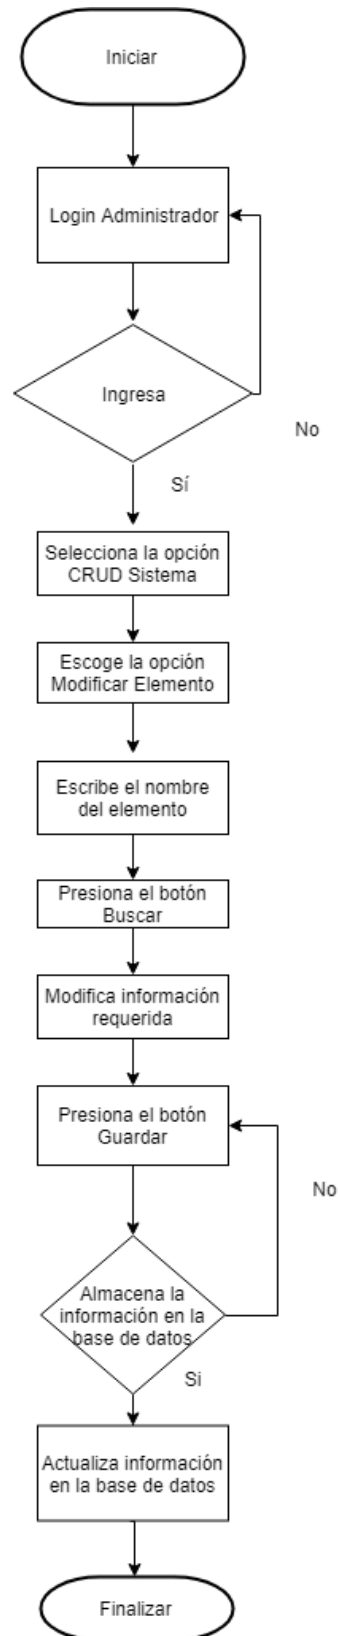 Iniciar
Login Administrador
Ingresa
No
Sí
Selecciona la opción
CRUD Sistema
Escoge la opción
Modificar Elemento
Escribe el nombre
del elemento
Presiona el botón
Buscar
Modifica información
requerida
Presiona el botón
Guardar
No
Almacena la
información en la
base de datos
Si
Actualiza información
en la base de datos
Finalizar